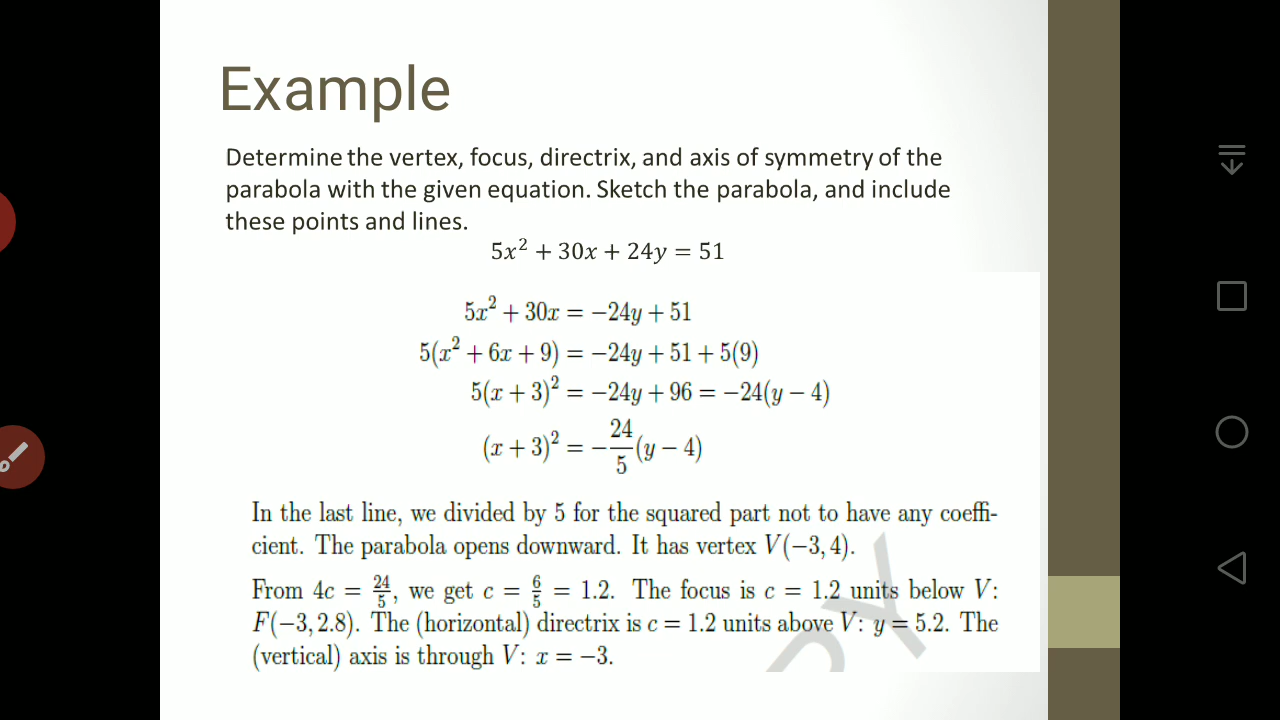 Example
Determine the vertex, focus, directrix, and axis of symmetry of the
parabola with the given equation. Sketch the parabola, and include
these points and lines.
5x² + 30x + 24y = 51
5x² + 30x = −24y + 51
5(x² + 6x + 9) = −24y + 51 + 5(9)
5(x + 3)² = −24y + 96 = −24(y − 4)
(x + 3)² = −24/5(y − 4)
In the last line, we divided by 5 for the squared part not to have any coeffi-
cient. The parabola opens downward. It has vertex V(−3, 4).
From 4c = 24/5, we get c = 6/5 = 1.2. The focus is c = 1.2 units below V:
F(−3, 2.8). The (horizontal) directrix is c = 1.2 units above V: y = 5.2. The
(vertical) axis is through V: x = −3.